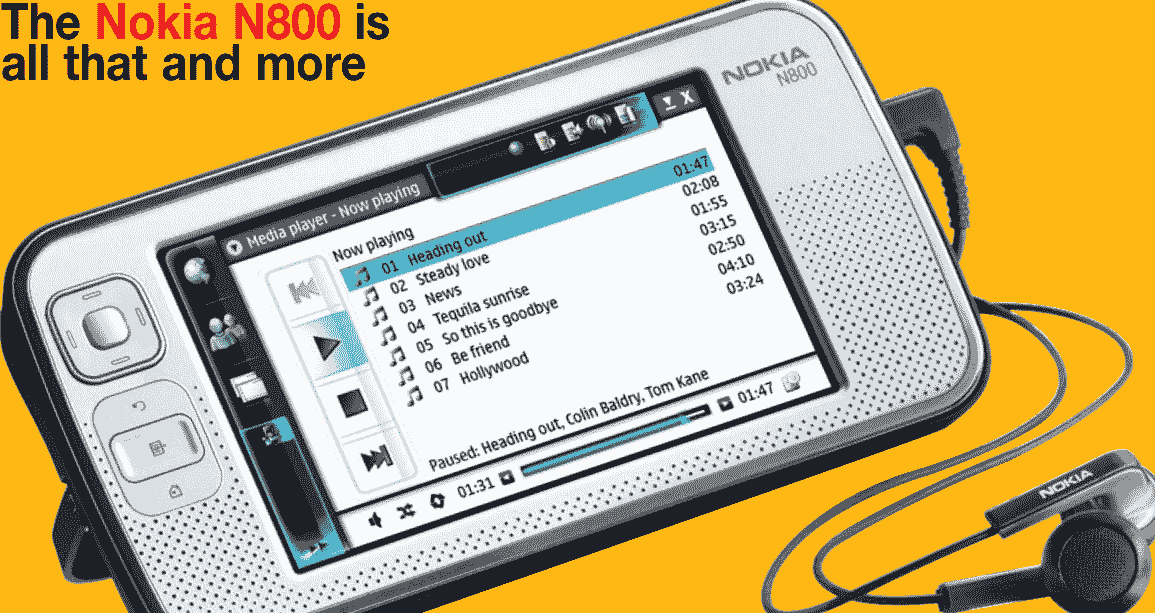 The Nokia N800 is
all that and more
NOKIA
N800
Media player - Now playing
Now playing
01 Heading out 01:47
02 Steady love 02:08
03 News 01:55
04 Tequila sunrise 03:15
05 So this is goodbye 02:50
06 Be friend 04:10
07 Hollywood 03:24
Paused: Heading out, Colin Baldry, Tom Kane
01:31 01:47
NOKIA